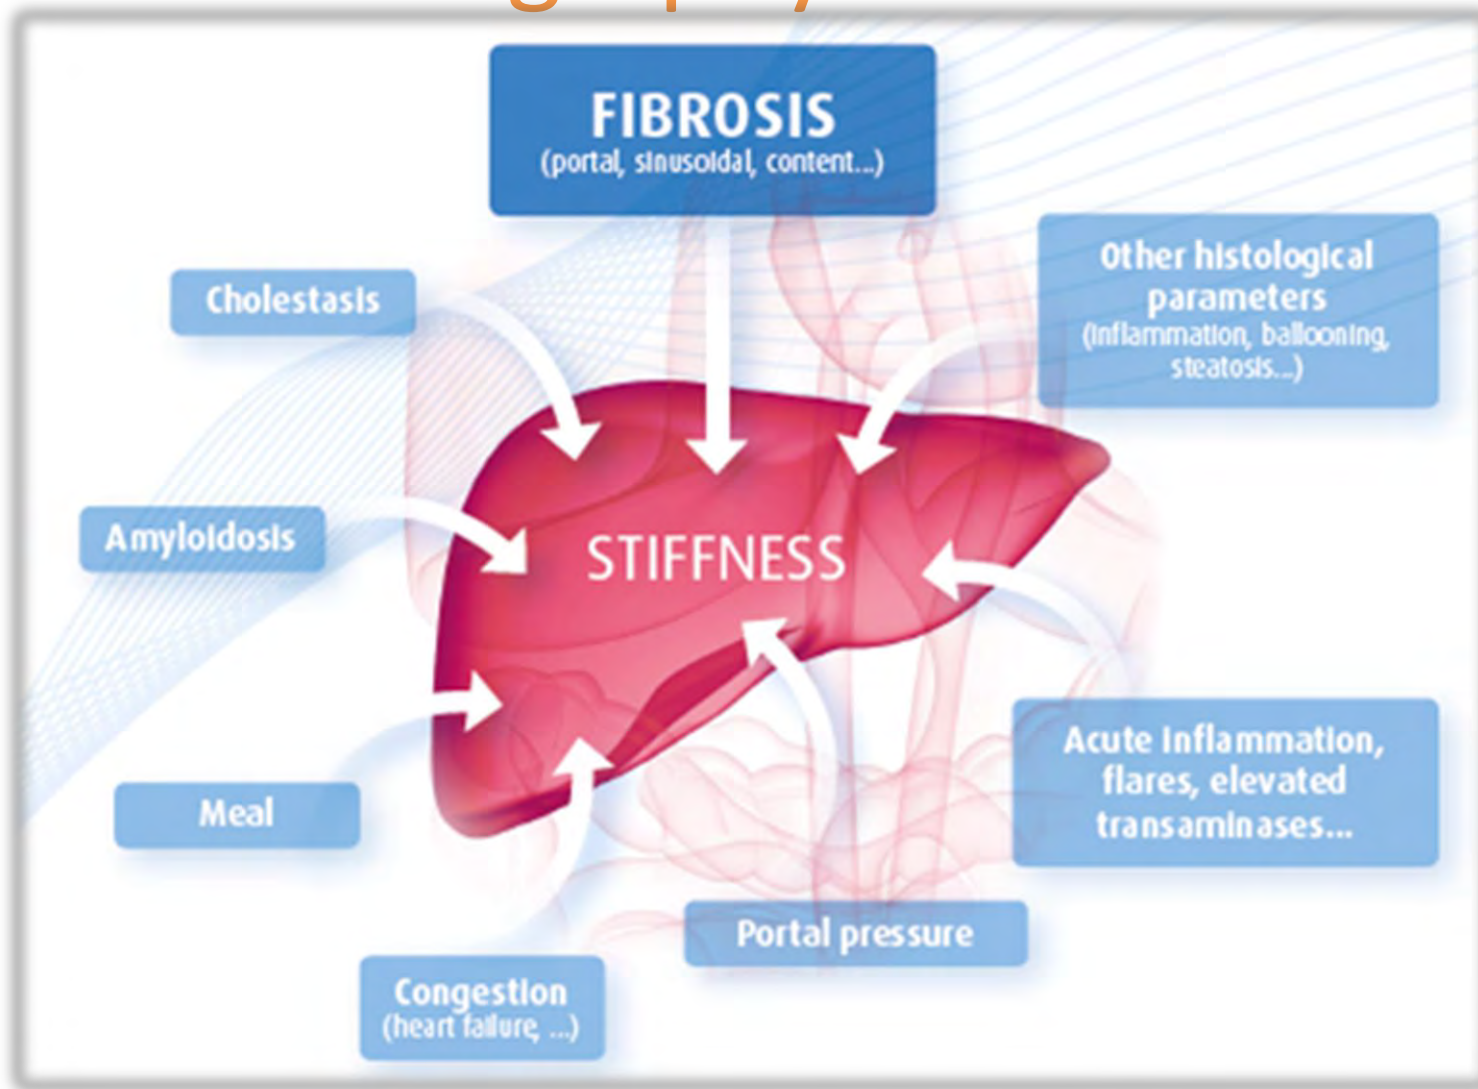 FIBROSIS
(portal, sinusoidal, content...)
Cholestasis
Other histological
parameters
(inflammation, ballooning,
steatosis...)
Amyloidosis
STIFFNESS
Meal
Acute inflammation,
flares, elevated
transaminases...
Portal pressure
Congestion
(heart failure, ...)